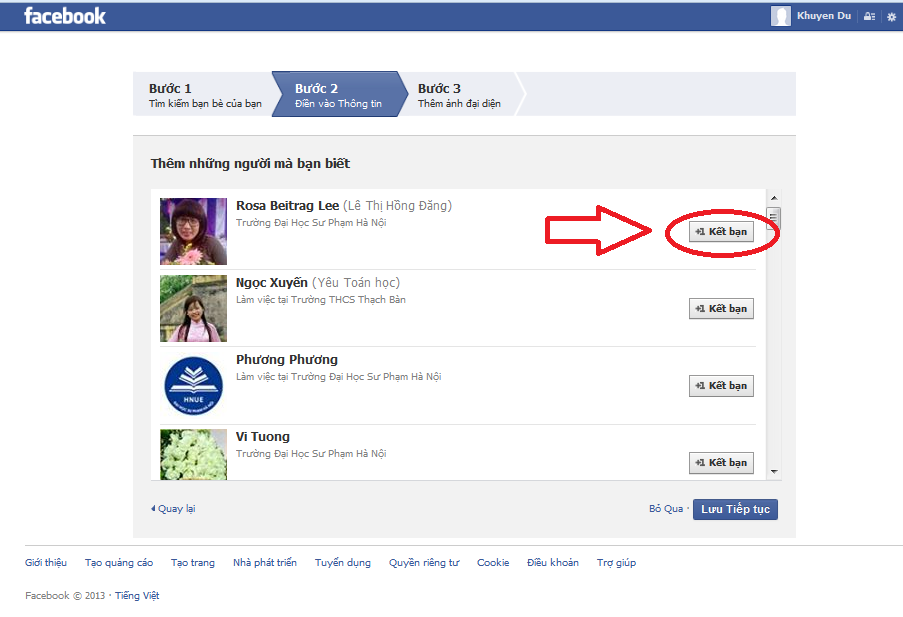 facebook
Khuyen Du
Bước 1
Tìm kiếm bạn bè của bạn
Bước 2
Điền vào Thông tin
Bước 3
Thêm ảnh đại diện
Thêm những người mà bạn biết
Rosa Beitrag Lee (Lê Thị Hồng Đăng)
Trường Đại Học Sư Phạm Hà Nội
+1 Kết bạn
Ngọc Xuyến (Yêu Toán học)
Làm việc tại Trường THCS Thạch Bàn
+1 Kết bạn
Phương Phương
Làm việc tại Trường Đại Học Sư Phạm Hà Nội
+1 Kết bạn
HNUE
ĐẠI HỌC SƯ PHẠM HÀ NỘI
Vi Tuong
Trường Đại Học Sư Phạm Hà Nội
+1 Kết bạn
Quay lại
Bỏ Qua · Lưu Tiếp tục
Giới thiệu Tạo quảng cáo Tạo trang Nhà phát triển Tuyển dụng Quyền riêng tư Cookie Điều khoản Trợ giúp
Facebook © 2013 · Tiếng Việt